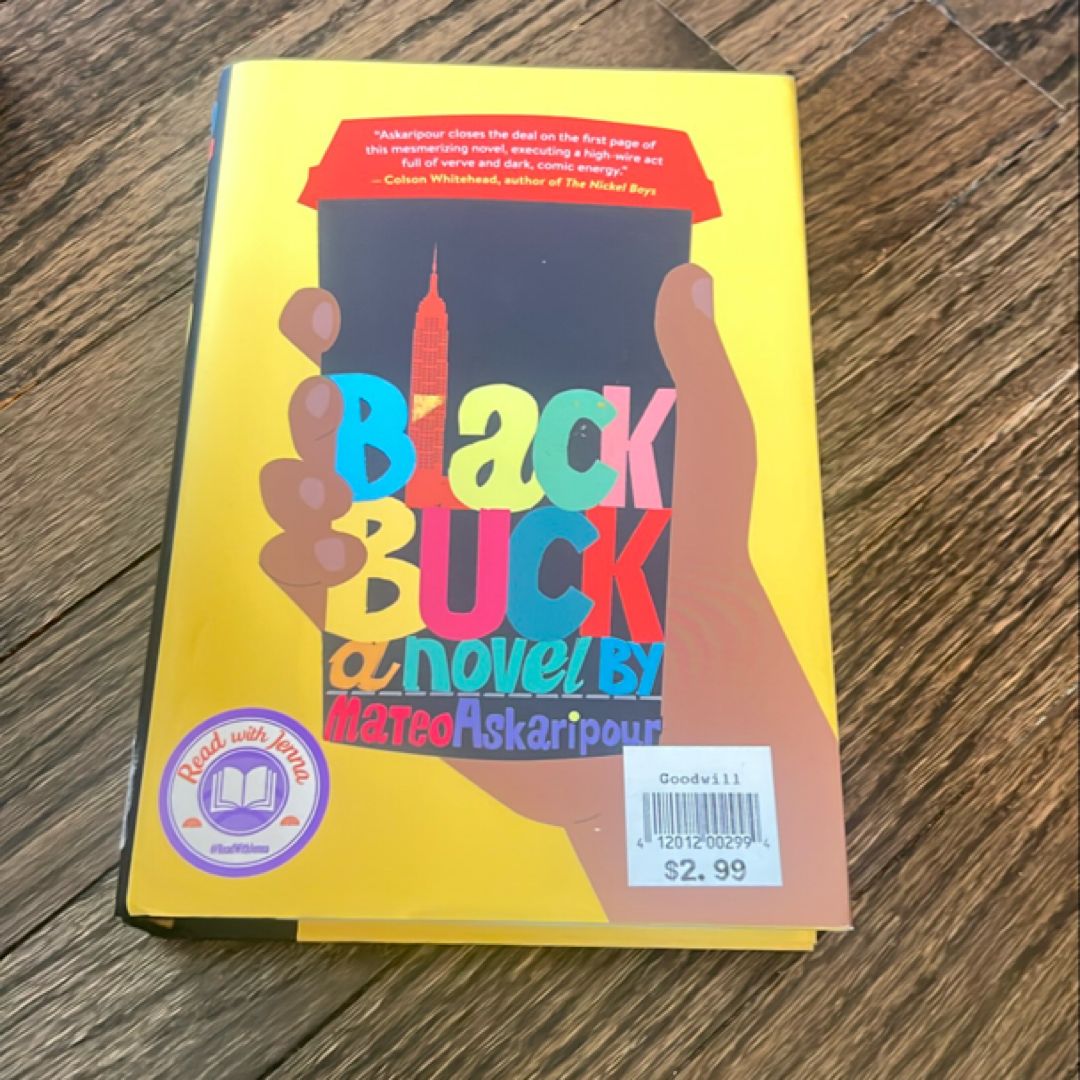 "Askaripour closes the deal on the first page of
this mesmerizing novel, executing a high-wire act
full of verve and dark, comic energy."
— Colson Whitehead, author of The Nickel Boys
BLacK
BUCK
a novel BY
MaTeo Askaripour
Read with Jenna
#ReadWithJenna
Goodwill
4 12012 00299 4
$2.99